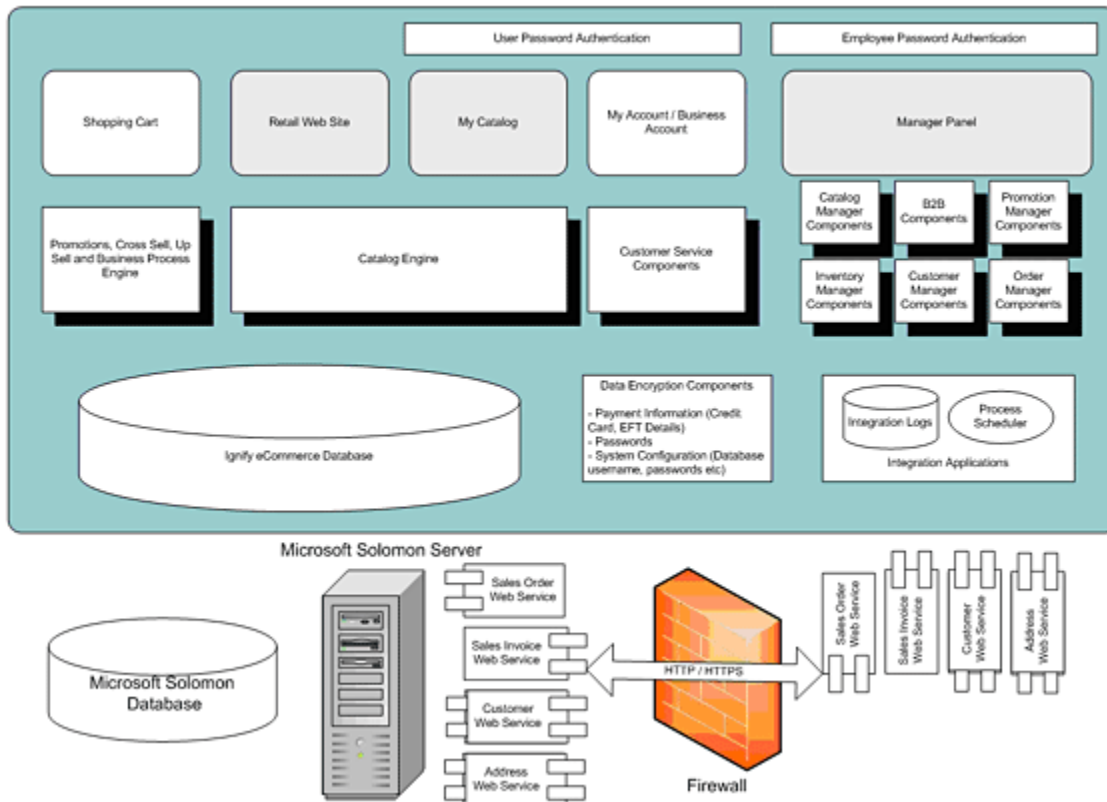 User Password Authentication
Employee Password Authentication
Shopping Cart
Retail Web Site
My Catalog
My Account / Business
Account
Manager Panel
Catalog
Manager
Components
B2B
Components
Promotion
Manager
Components
Promotions, Cross Sell, Up
Sell and Business Process
Engine
Catalog Engine
Customer Service
Components
Inventory
Manager
Components
Customer
Manager
Components
Order
Manager
Components
Ignify eCommerce Database
Data Encryption Components
- Payment Information (Credit
Card, EFT Details)
- Passwords
- System Configuration (Database
username, passwords etc)
Integration Logs
Process
Scheduler
Integration Applications
Microsoft Solomon Server
Microsoft Solomon
Database
Sales Order
Web Service
Sales Invoice
Web Service
Customer
Web Service
Address
Web Service
HTTP / HTTPS
Firewall
Sales Order
Web Service
Sales Invoice
Web Service
Customer
Web Service
Address
Web Service